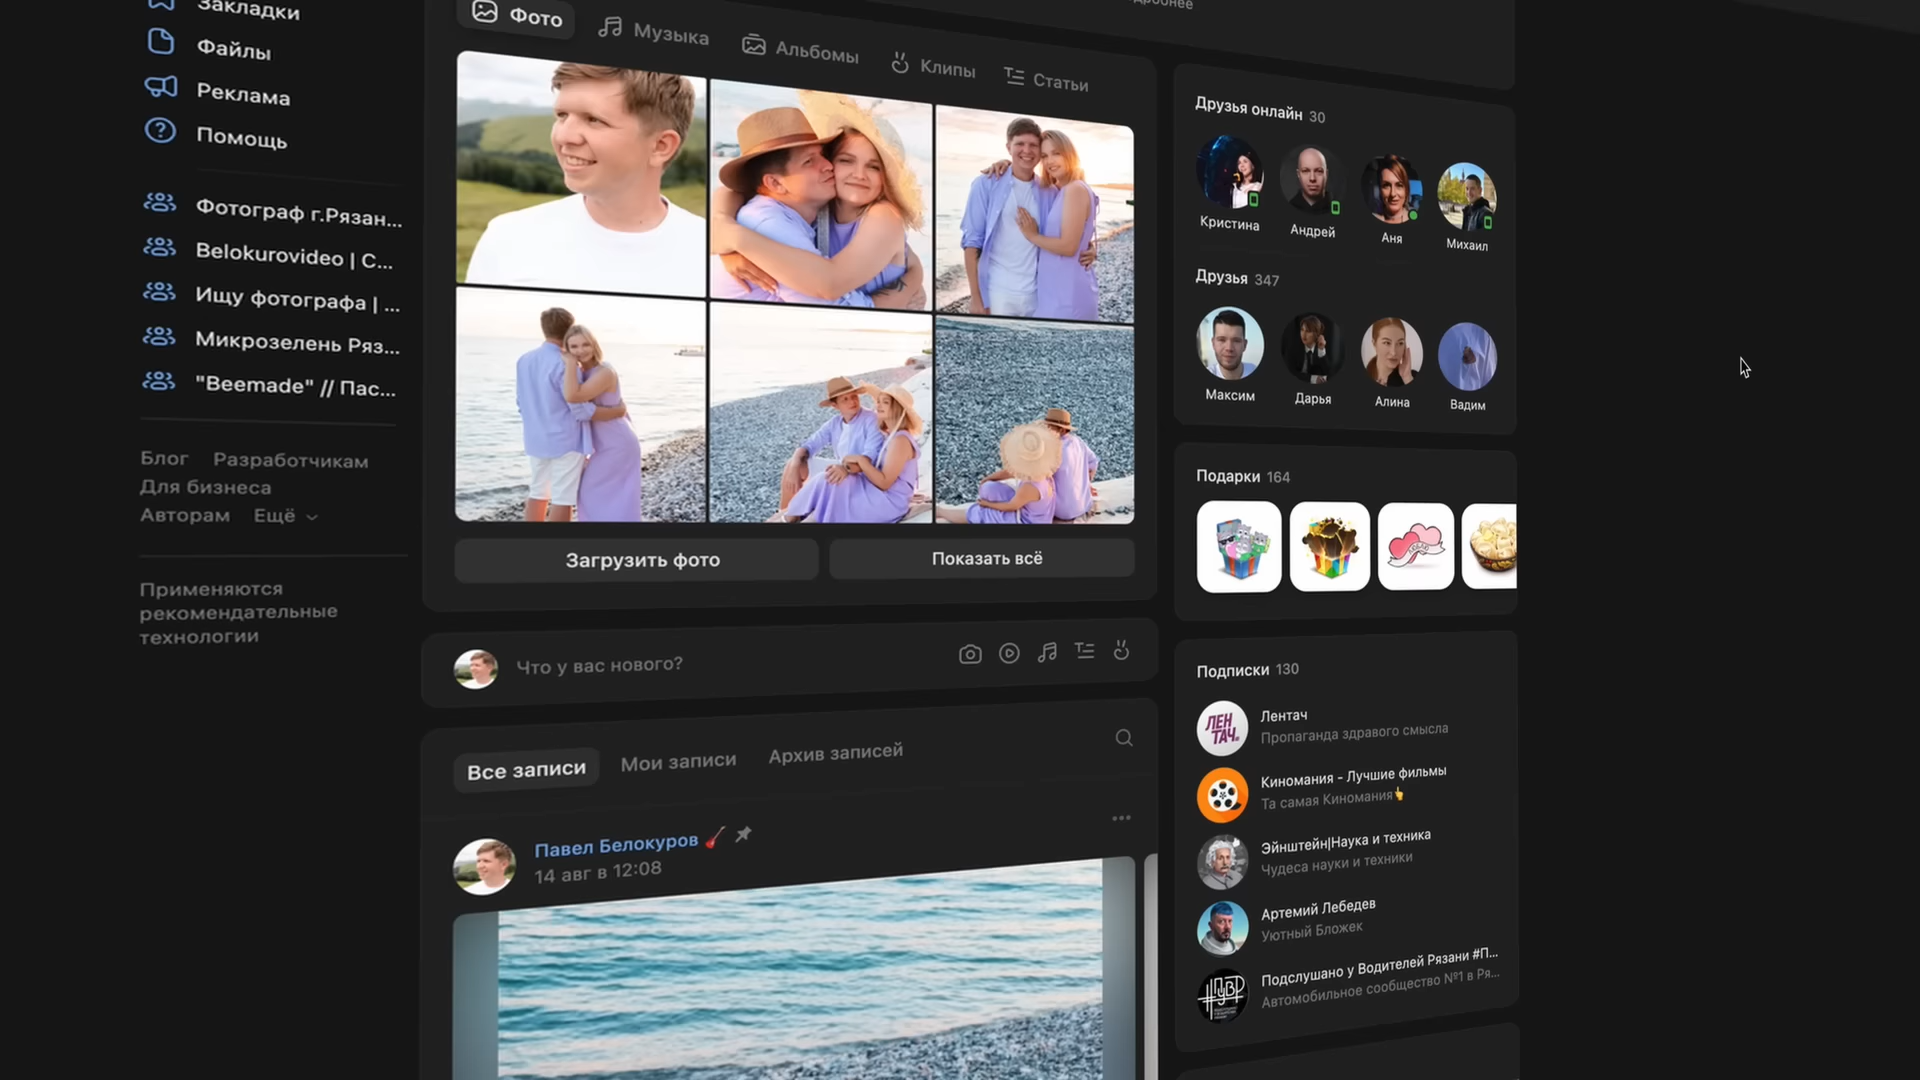 Закладки
Файлы
Реклама
Помощь
Фотограф г.Рязан...
Belokurovideo | С...
Ищу фотографа | ...
Микрозелень Ряз...
"Beemade" // Пас...
Блог Разработчикам
Для бизнеса
Авторам Ещё
Применяются
рекомендательные
технологии
Фото Музыка Альбомы Клипы Статьи
Загрузить фото Показать всё
Что у вас нового?
Все записи Мои записи Архив записей
Павел Белокуров
14 авг в 12:08
Друзья онлайн 30
Кристина Андрей Аня Михаил
Друзья 347
Максим Дарья Алина Вадим
Подарки 164
Подписки 130
ЛЕН
ТАЧ.
Лентач
Пропаганда здравого смысла
Киномания - Лучшие фильмы
Та самая Киномания👆
Эйнштейн|Наука и техника
Чудеса науки и техники
Артемий Лебедев
Уютный Бложек
Подслушано у Водителей Рязани #П...
Автомобильное сообщество №1 в Ря...